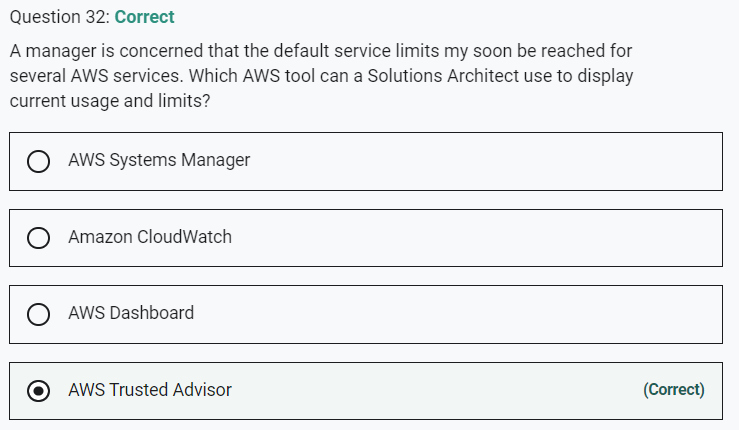 Question 32: Correct
A manager is concerned that the default service limits my soon be reached for
several AWS services. Which AWS tool can a Solutions Architect use to display
current usage and limits?
AWS Systems Manager
Amazon CloudWatch
AWS Dashboard
AWS Trusted Advisor (Correct)